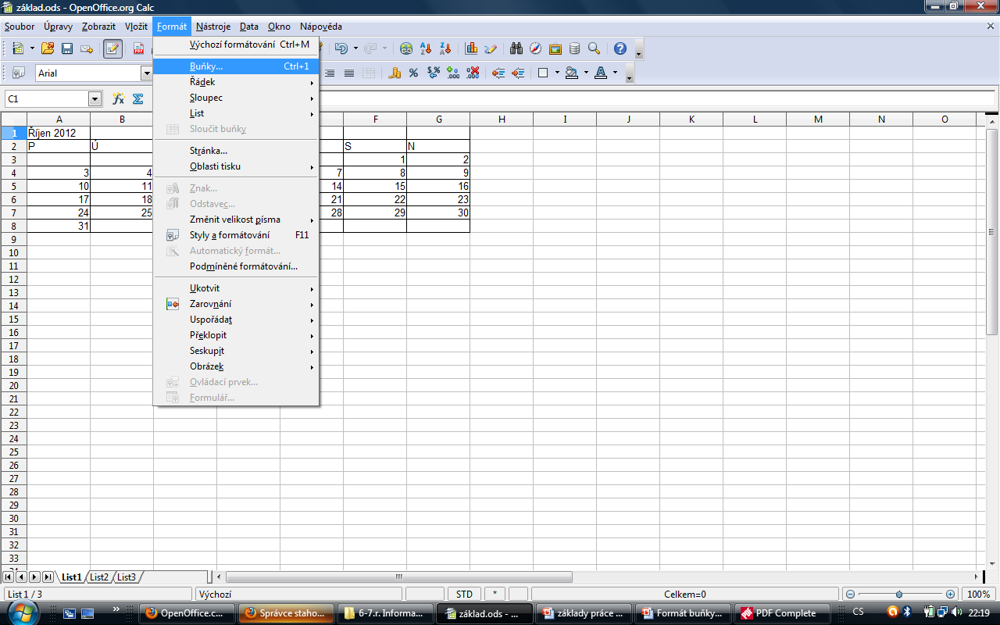 základ.ods - OpenOffice.org Calc
Soubor Úpravy Zobrazit Vložit Formát Nástroje Data Okno Nápověda
Výchozí formátování Ctrl+M
Buňky... Ctrl+1
Řádek
Sloupec
List
Sloučit buňky
Stránka...
Oblasti tisku
Znak...
Odstavec...
Změnit velikost písma
Styly a formátování F11
Automatický formát...
Podmíněné formátování...
Ukotvit
Zarovnání
Uspořádat
Překlopit
Seskupit
Obrázek
Ovládací prvek...
Formulář...
Arial
C1
A B F G H I J K L M N O
1 Říjen 2012
2 P Ú S N
3 1 2
4 3 4 7 8 9
5 10 11 14 15 16
6 17 18 21 22 23
7 24 25 28 29 30
8 31
9
10
11
12
13
14
15
16
17
18
19
20
21
22
23
24
25
26
27
28
29
30
31
32
33
List1 List2 List3
List 1 / 3 Výchozí STD * Celkem=0 100%
OpenOffice.c... Správce staho... 6-7.r. Informa... základ.ods - ... základy práce ... Formát buňky... PDF Complete CS 22:19